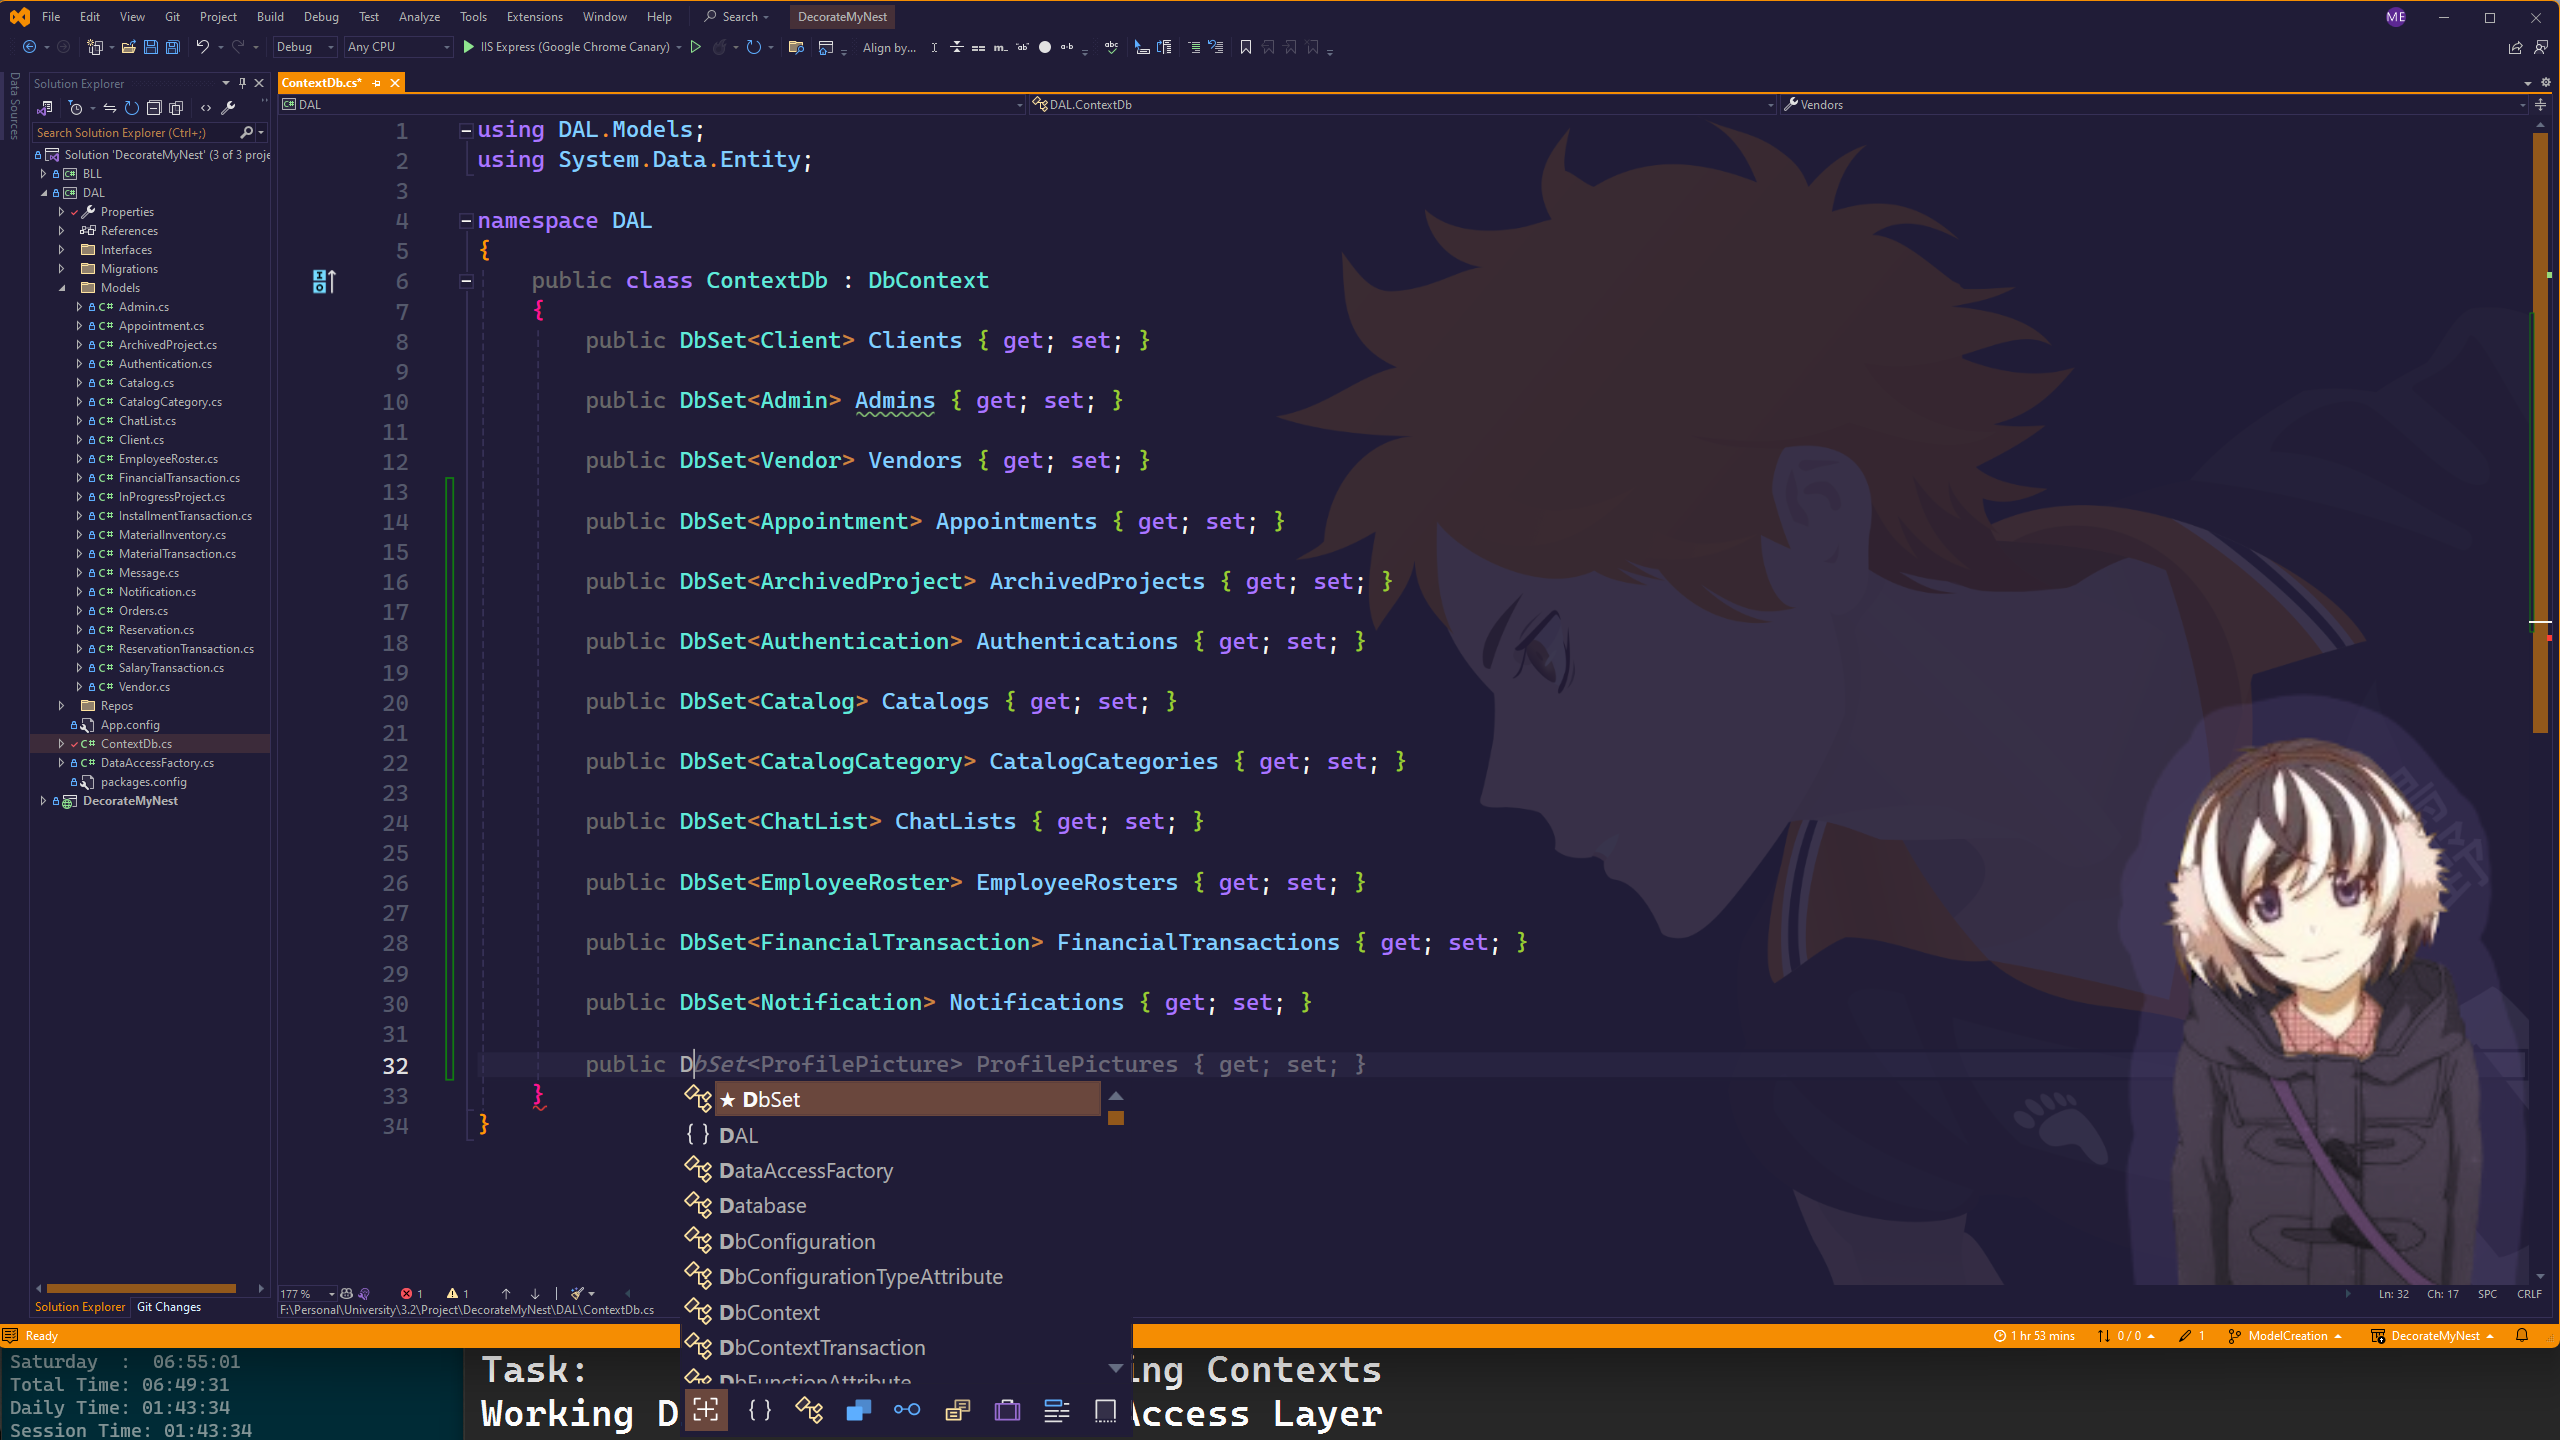 File Edit View Git Project Build Debug Test Analyze Tools Extensions Window Help Search DecorateMyNest ME
Debug Any CPU IIS Express (Google Chrome Canary) Align by...
Data Sources
Solution Explorer
Search Solution Explorer (Ctrl+;)
Solution 'DecorateMyNest' (3 of 3 proje
BLL
DAL
Properties
References
Interfaces
Migrations
Models
C# Admin.cs
C# Appointment.cs
C# ArchivedProject.cs
C# Authentication.cs
C# Catalog.cs
C# CatalogCategory.cs
C# ChatList.cs
C# Client.cs
C# EmployeeRoster.cs
C# FinancialTransaction.cs
C# InProgressProject.cs
C# InstallmentTransaction.cs
C# MaterialInventory.cs
C# MaterialTransaction.cs
C# Message.cs
C# Notification.cs
C# Orders.cs
C# Reservation.cs
C# ReservationTransaction.cs
C# SalaryTransaction.cs
C# Vendor.cs
Repos
App.config
C# ContextDb.cs
C# DataAccessFactory.cs
packages.config
DecorateMyNest
Solution Explorer Git Changes
ContextDb.cs*
DAL DAL.ContextDb Vendors
1 using DAL.Models;
2 using System.Data.Entity;
3
4 namespace DAL
5 {
6 public class ContextDb : DbContext
7 {
8 public DbSet<Client> Clients { get; set; }
9
10 public DbSet<Admin> Admins { get; set; }
11
12 public DbSet<Vendor> Vendors { get; set; }
13
14 public DbSet<Appointment> Appointments { get; set; }
15
16 public DbSet<ArchivedProject> ArchivedProjects { get; set; }
17
18 public DbSet<Authentication> Authentications { get; set; }
19
20 public DbSet<Catalog> Catalogs { get; set; }
21
22 public DbSet<CatalogCategory> CatalogCategories { get; set; }
23
24 public DbSet<ChatList> ChatLists { get; set; }
25
26 public DbSet<EmployeeRoster> EmployeeRosters { get; set; }
27
28 public DbSet<FinancialTransaction> FinancialTransactions { get; set; }
29
30 public DbSet<Notification> Notifications { get; set; }
31
32 public DbSet<ProfilePicture> ProfilePictures { get; set; }
33 }
34 }
★ DbSet
DAL
DataAccessFactory
Database
DbConfiguration
DbConfigurationTypeAttribute
DbContext
DbContextTransaction
DbFunctionAttribute
177 % 1 1 Ln: 32 Ch: 17 SPC CRLF
F:\Personal\University\3.2\Project\DecorateMyNest\DAL\ContextDb.cs
Ready 1 hr 53 mins 0 / 0 1 ModelCreation DecorateMyNest
Saturday : 06:55:01
Total Time: 06:49:31
Daily Time: 01:43:34
Session Time: 01:43:34
Task: ing Contexts
Working D Access Layer